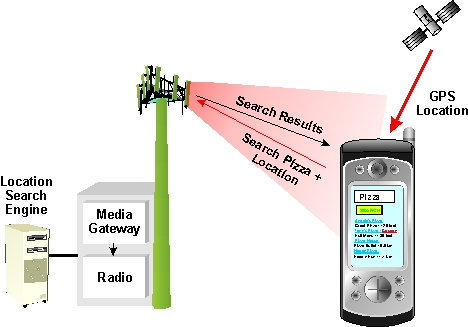 GPS
Location
Search Results
Search Pizza +
Location
Location
Search
Engine
Media
Gateway
Radio
Pizza